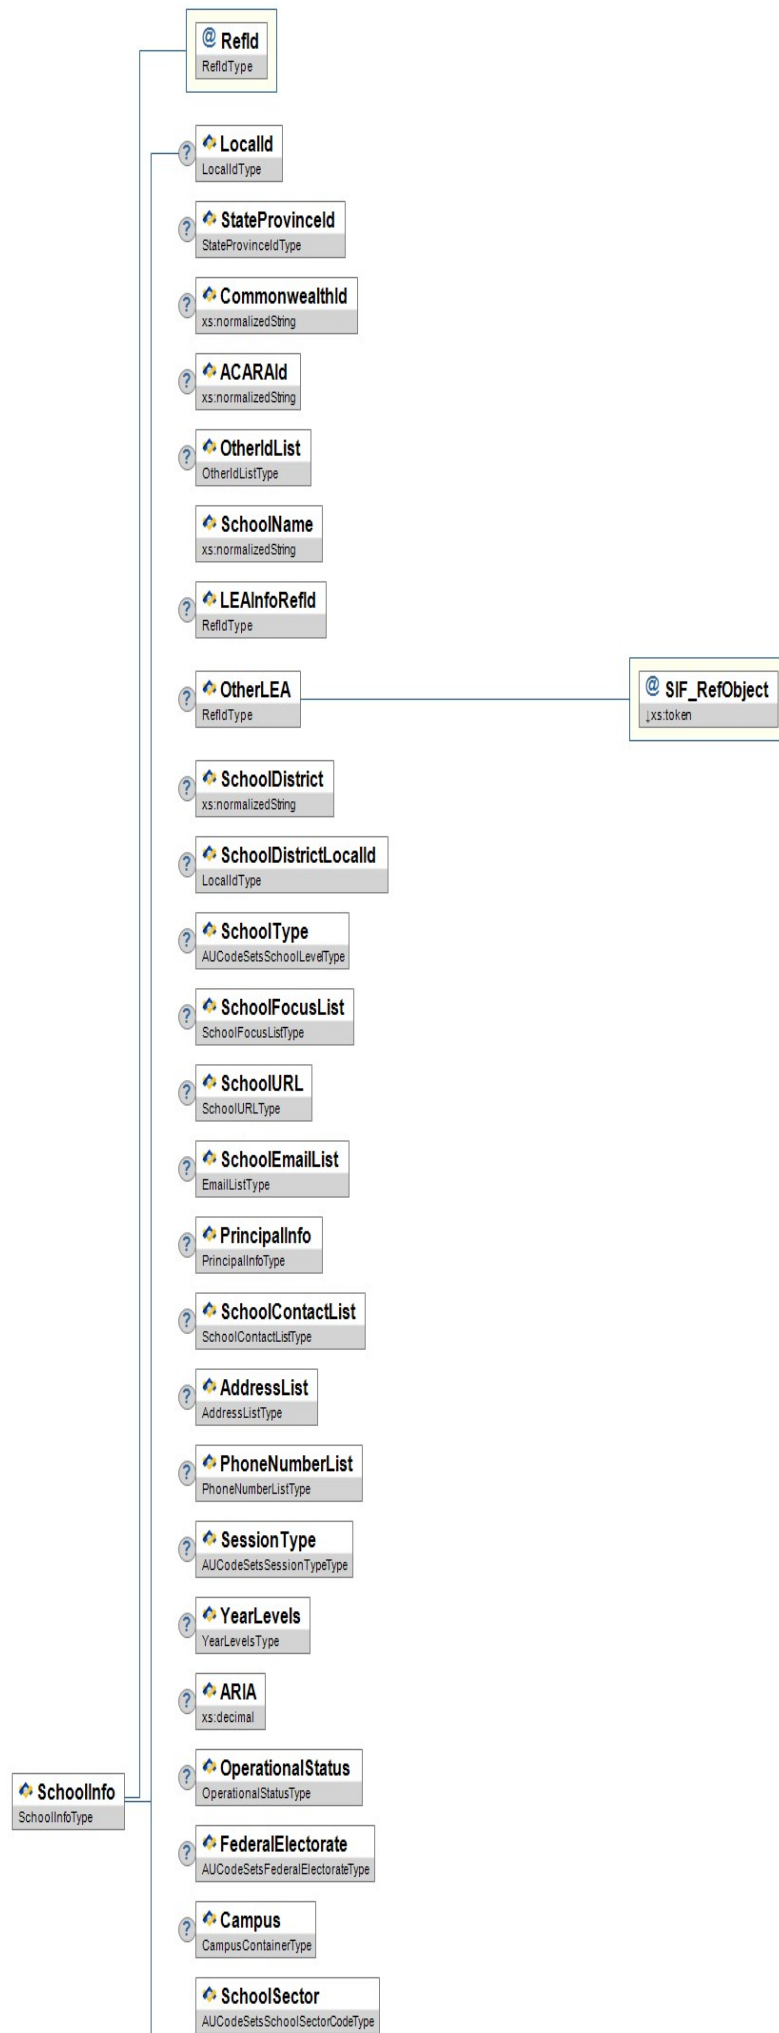 @ RefId
RefIdType
? LocalId
LocalIdType
? StateProvinceId
StateProvinceIdType
? CommonwealthId
xs:normalizedString
? ACARAId
xs:normalizedString
? OtherIdList
OtherIdListType
SchoolName
xs:normalizedString
? LEAInfoRefId
RefIdType
? OtherLEA
RefIdType
@ SIF_RefObject
↓xs:token
? SchoolDistrict
xs:normalizedString
? SchoolDistrictLocalId
LocalIdType
? SchoolType
AUCodeSetsSchoolLevelType
? SchoolFocusList
SchoolFocusListType
? SchoolURL
SchoolURLType
? SchoolEmailList
EmailListType
? PrincipalInfo
PrincipalInfoType
? SchoolContactList
SchoolContactListType
? AddressList
AddressListType
? PhoneNumberList
PhoneNumberListType
? SessionType
AUCodeSetsSessionTypeType
? YearLevels
YearLevelsType
? ARIA
xs:decimal
? OperationalStatus
OperationalStatusType
SchoolInfo
SchoolInfoType
? FederalElectorate
AUCodeSetsFederalElectorateType
? Campus
CampusContainerType
SchoolSector
AUCodeSetsSchoolSectorCodeType